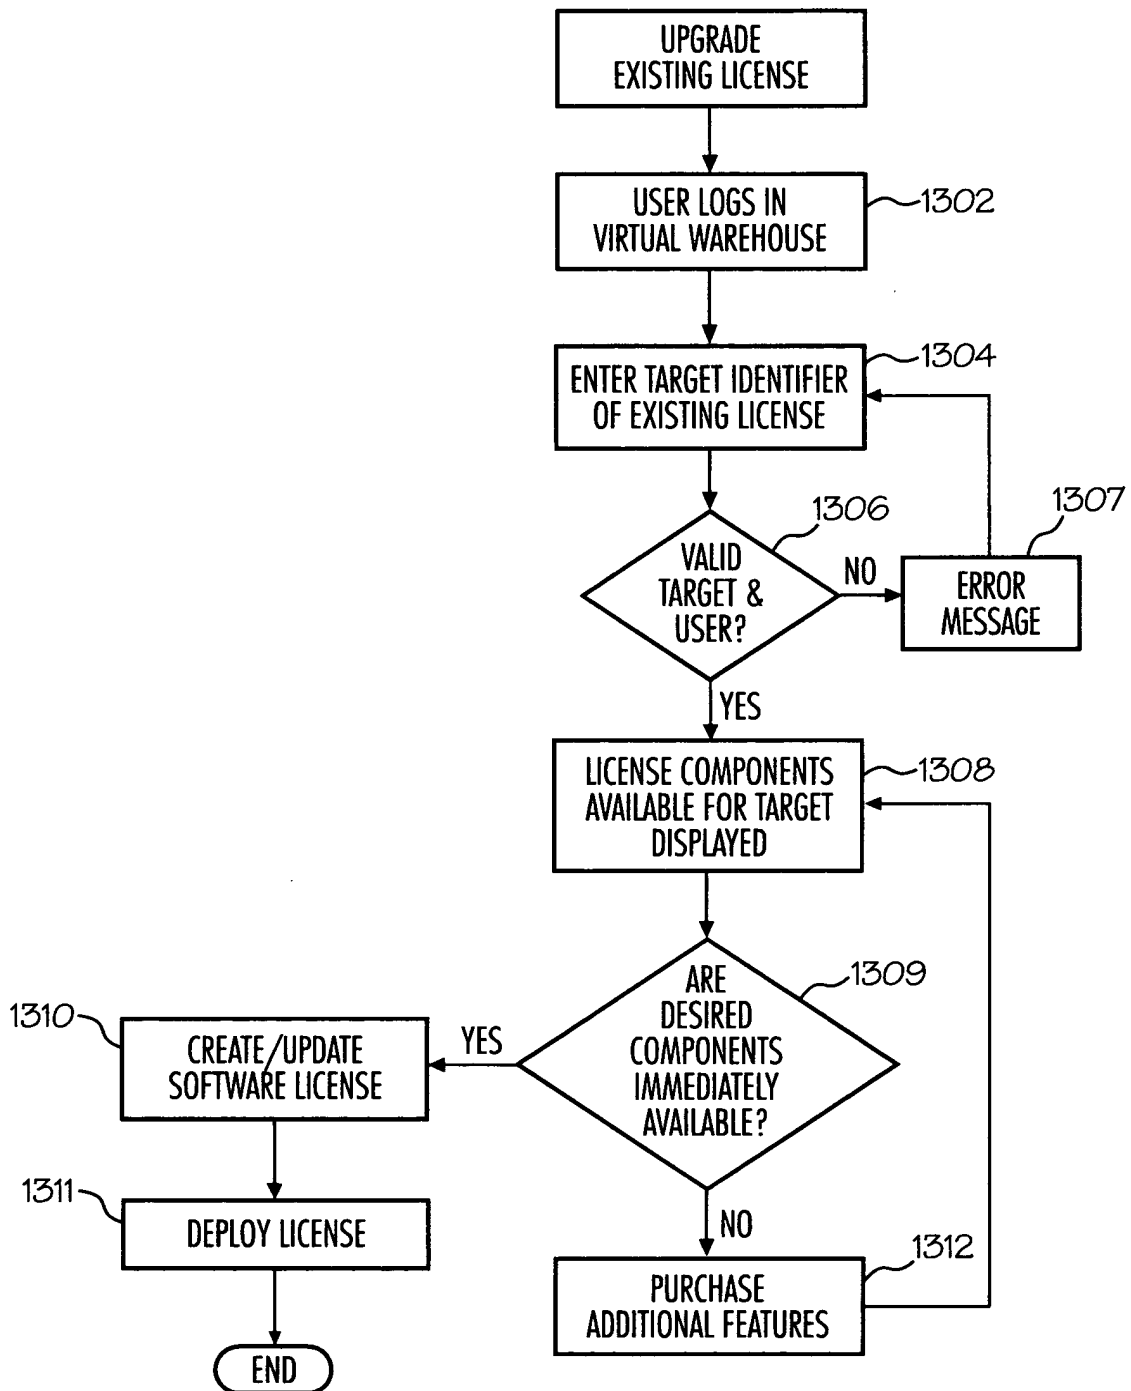 UPGRADE
EXISTING LICENSE
USER LOGS IN
VIRTUAL WAREHOUSE
1302
ENTER TARGET IDENTIFIER
OF EXISTING LICENSE
1304
VALID
TARGET &
USER?
1306
NO
ERROR
MESSAGE
1307
YES
LICENSE COMPONENTS
AVAILABLE FOR TARGET
DISPLAYED
1308
ARE
DESIRED
COMPONENTS
IMMEDIATELY
AVAILABLE?
1309
YES
CREATE/UPDATE
SOFTWARE LICENSE
1310
DEPLOY LICENSE
1311
END
NO
PURCHASE
ADDITIONAL FEATURES
1312